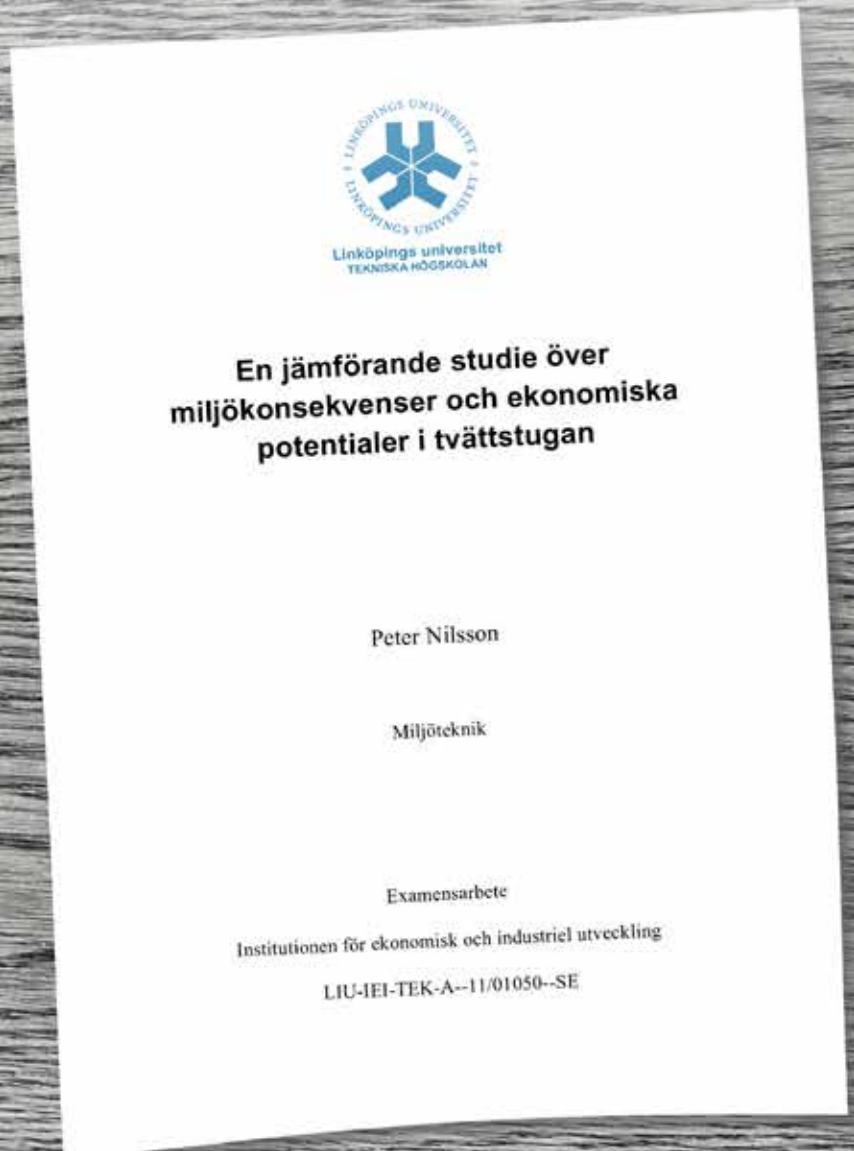 LINKÖPINGS UNIVERSITET
LINKÖPINGS UNIVERSITET
Linköpings universitet
TEKNISKA HÖGSKOLAN
En jämförande studie över
miljökonsekvenser och ekonomiska
potentialer i tvättstugan
Peter Nilsson
Miljöteknik
Examensarbete
Institutionen för ekonomisk och industriel utveckling
LIU-IEI-TEK-A--11/01050--SE